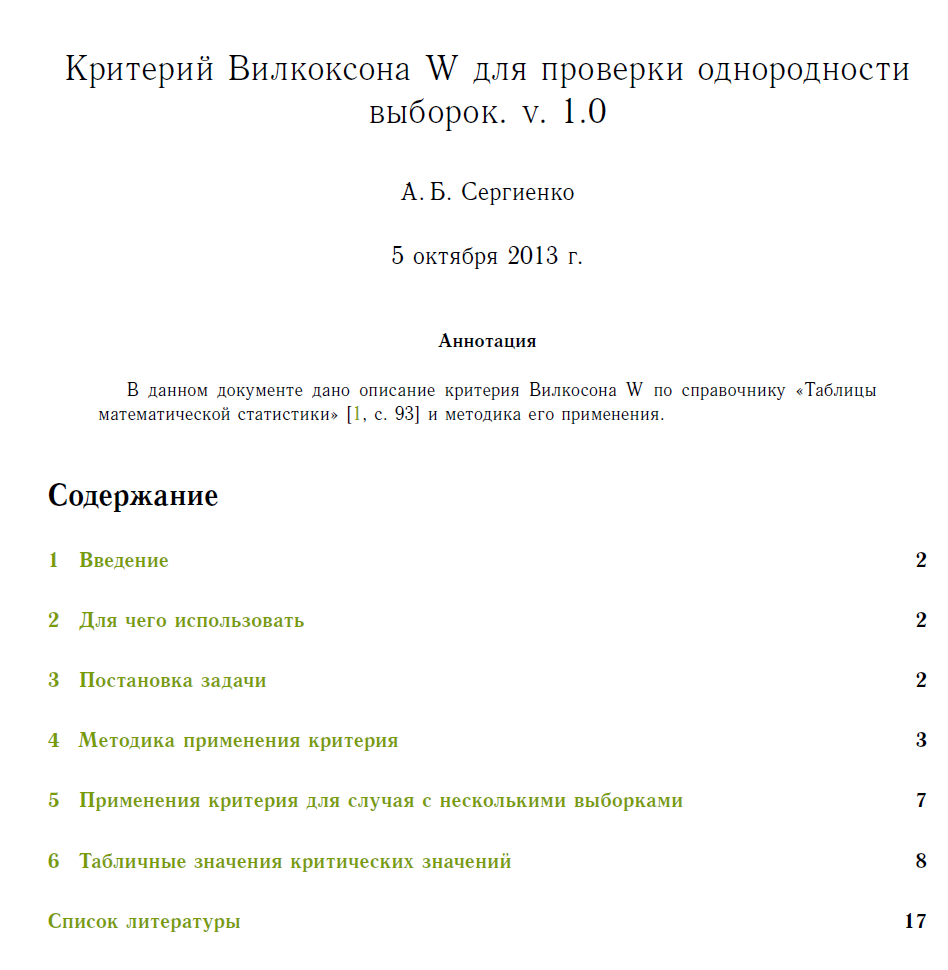 Критерий Вилкоксона W для проверки однородности
выборок. v. 1.0
А. Б. Сергиенко
5 октября 2013 г.
Аннотация
В данном документе дано описание критерия Вилкосона W по справочнику «Таблицы
математической статистики» [1, с. 93] и методика его применения.
Содержание
1 Введение 2
2 Для чего использовать 2
3 Постановка задачи 2
4 Методика применения критерия 3
5 Применения критерия для случая с несколькими выборками 7
6 Табличные значения критических значений 8
Список литературы 17